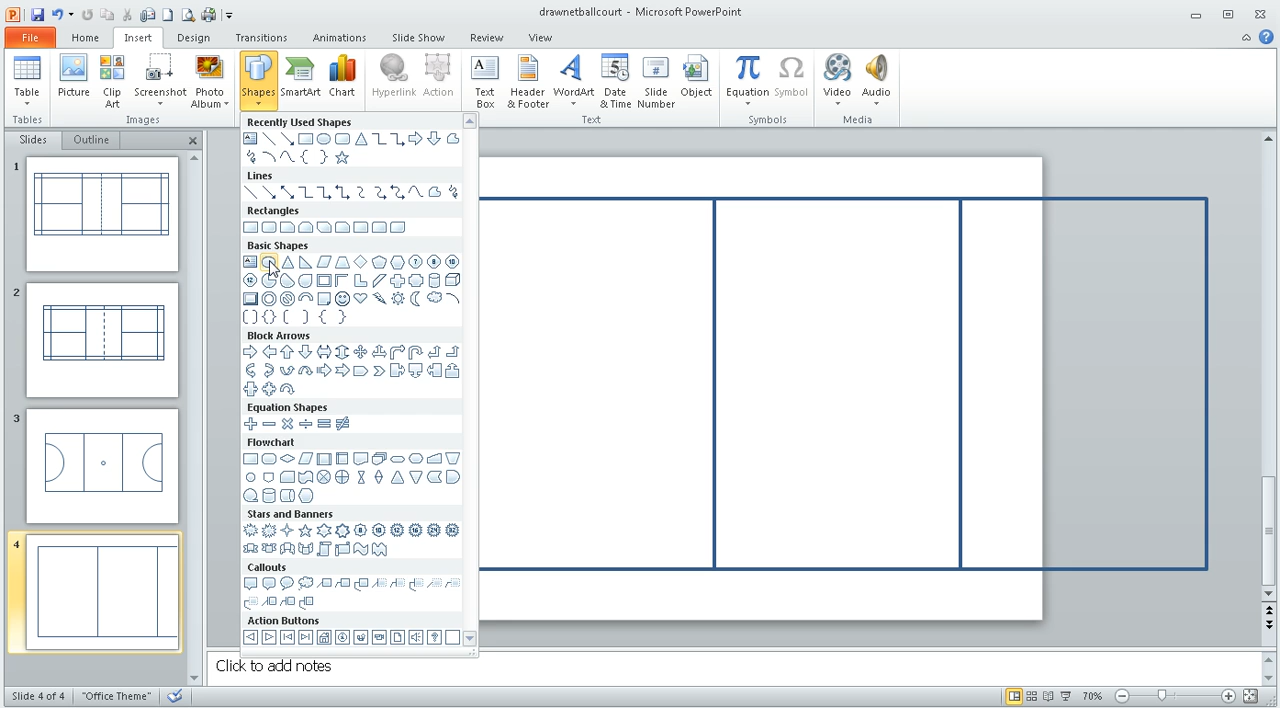 drawnetballcourt - Microsoft PowerPoint
File Home Insert Design Transitions Animations Slide Show Review View
Table Picture Clip Art Screenshot Photo Album Shapes SmartArt Chart Hyperlink Action Text Box Header & Footer WordArt Date & Time Slide Number Object Equation Symbol Video Audio
Tables Images Text Symbols Media
Slides Outline
Recently Used Shapes
Lines
Rectangles
Basic Shapes
Block Arrows
Equation Shapes
Flowchart
Stars and Banners
Callouts
Action Buttons
1
2
3
4
Click to add notes
Slide 4 of 4 "Office Theme" 70%